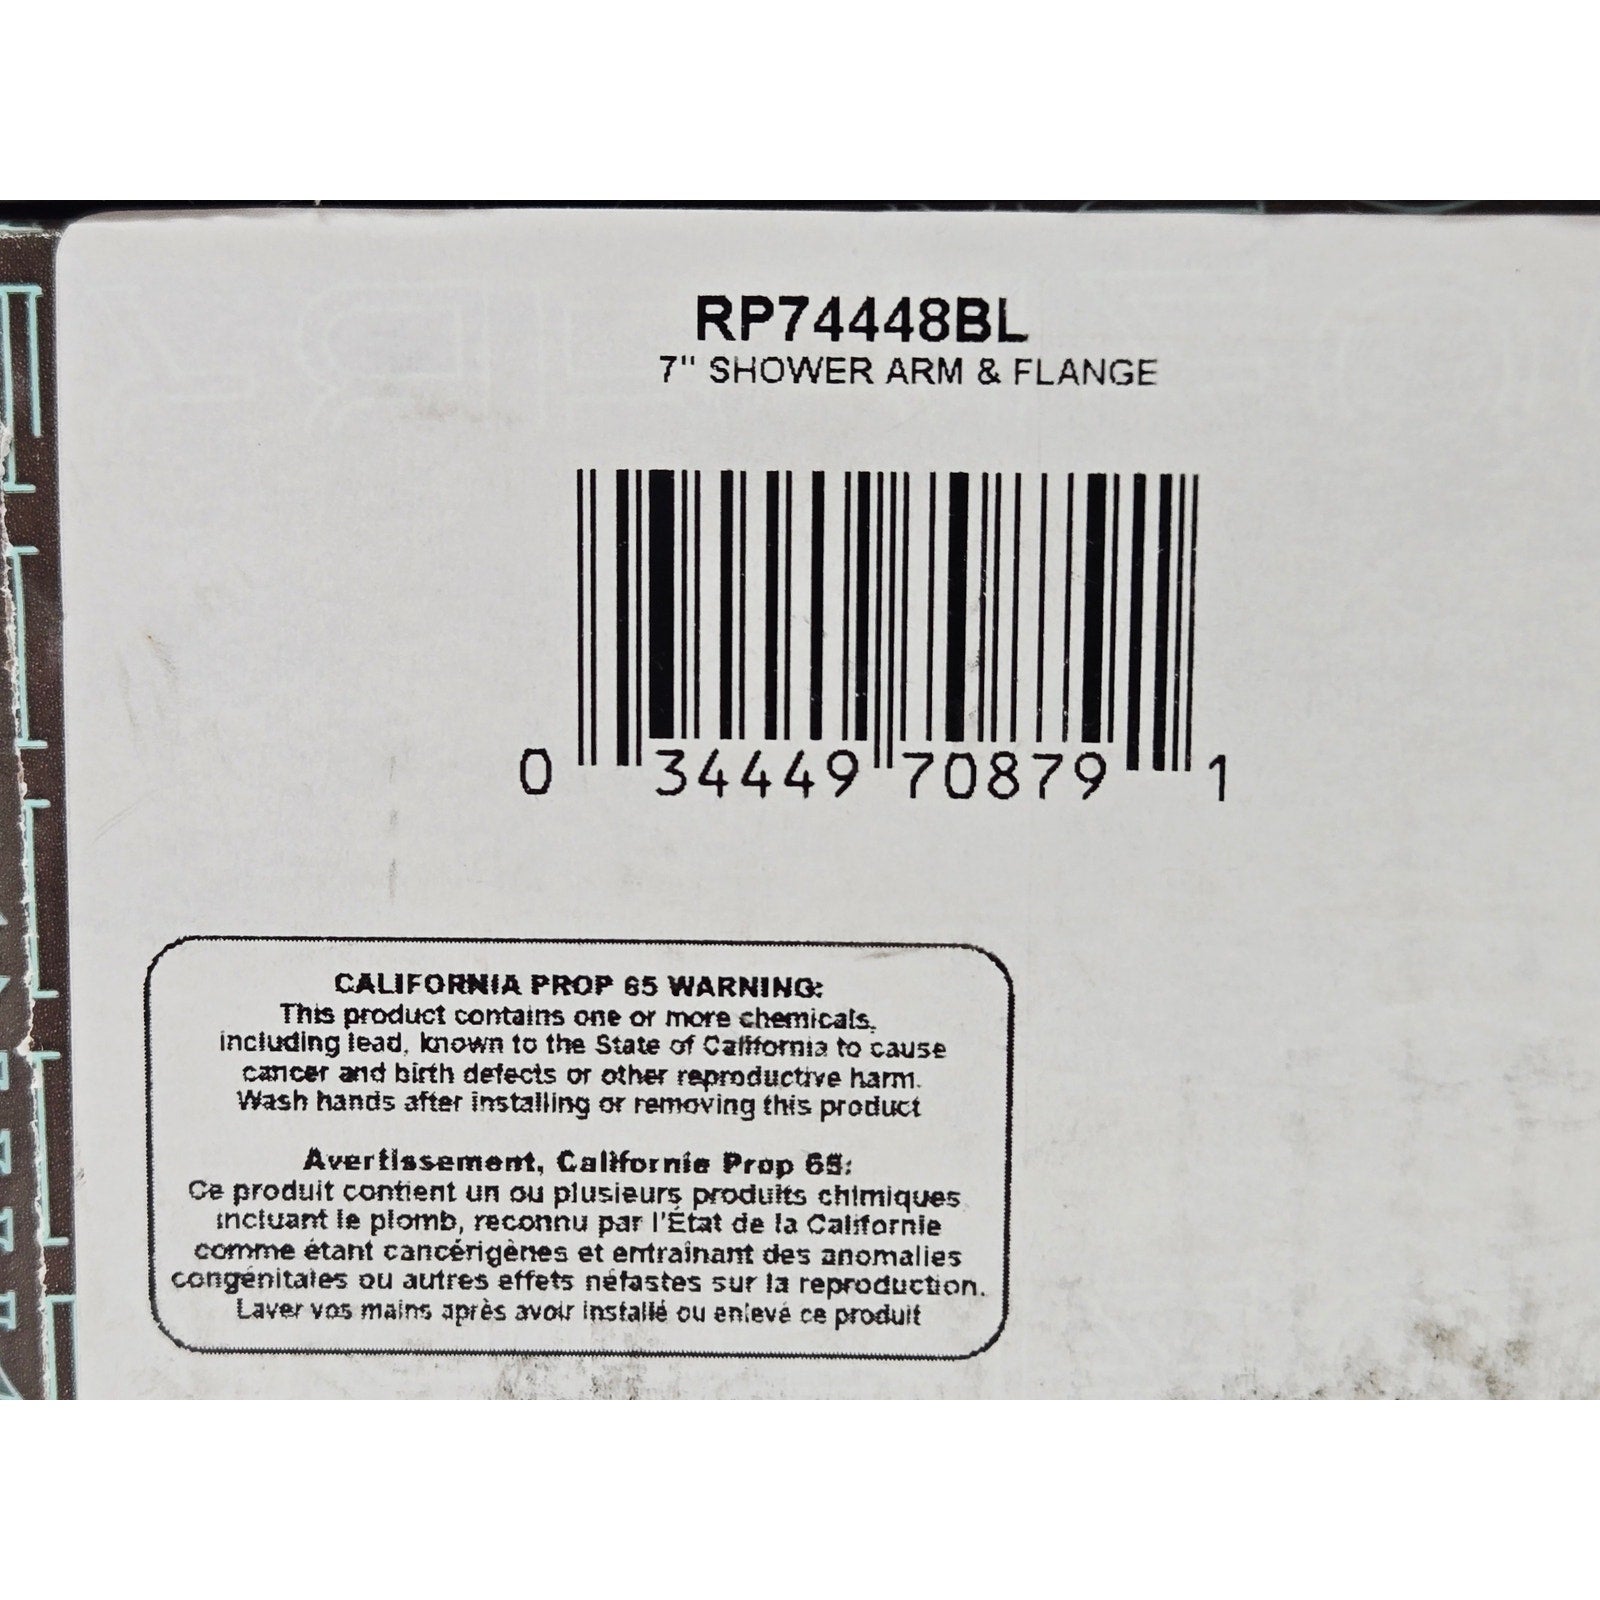 RP74448BL
7" SHOWER ARM & FLANGE
0 34449 70879 1
CALIFORNIA PROP 65 WARNING:
This product contains one or more chemicals,
including lead, known to the State of California to cause
cancer and birth defects or other reproductive harm.
Wash hands after installing or removing this product
Avertissement, Californie Prop 65:
Ce produit contient un ou plusieurs produits chimiques
incluant le plomb, reconnu par l'État de la Californie
comme étant cancérigènes et entraînant des anomalies
congénitales ou autres effets néfastes sur la reproduction.
Laver vos mains après avoir installé ou enlevé ce produit